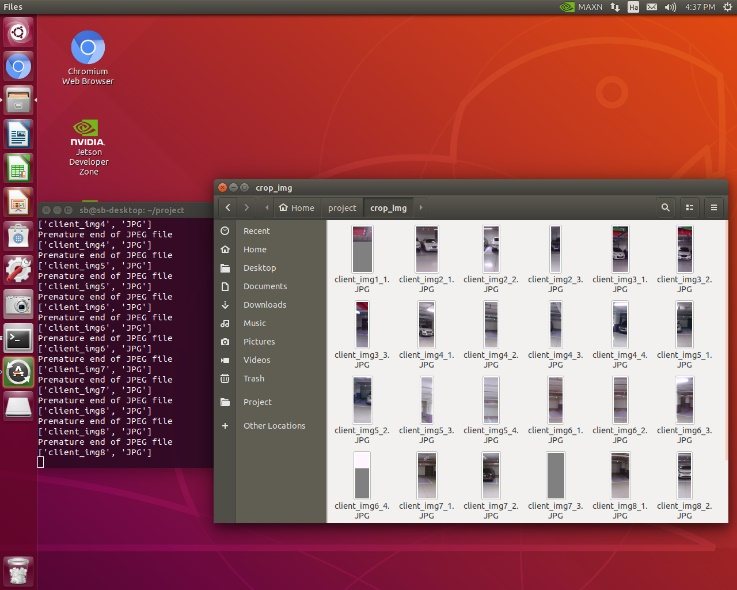 Files
MAXN
Ha
4:37 PM
Chromium
Web Browser
NVIDIA.
Jetson
Developer
Zone
sb@sb-desktop: ~/project
['client_img4', 'JPG']
Premature end of JPEG file
['client_img4', 'JPG']
Premature end of JPEG file
['client_img5', 'JPG']
Premature end of JPEG file
['client_img5', 'JPG']
Premature end of JPEG file
['client_img6', 'JPG']
Premature end of JPEG file
['client_img6', 'JPG']
Premature end of JPEG file
['client_img6', 'JPG']
Premature end of JPEG file
['client_img7', 'JPG']
Premature end of JPEG file
['client_img7', 'JPG']
Premature end of JPEG file
['client_img8', 'JPG']
Premature end of JPEG file
['client_img8', 'JPG']
Premature end of JPEG file
['client_img8', 'JPG']
crop_img
Home
project
crop_img
Recent
Home
Desktop
Documents
Downloads
Music
Pictures
Videos
Trash
Project
Other Locations
client_img1_1.JPG
client_img2_1.JPG
client_img2_2.JPG
client_img2_3.JPG
client_img3_1.JPG
client_img3_2.JPG
client_img3_3.JPG
client_img4_1.JPG
client_img4_2.JPG
client_img4_3.JPG
client_img4_4.JPG
client_img5_1.JPG
client_img5_2.JPG
client_img5_3.JPG
client_img5_4.JPG
client_img6_1.JPG
client_img6_2.JPG
client_img6_3.JPG
client_img6_4.JPG
client_img7_1.JPG
client_img7_2.JPG
client_img7_3.JPG
client_img8_1.JPG
client_img8_2.JPG